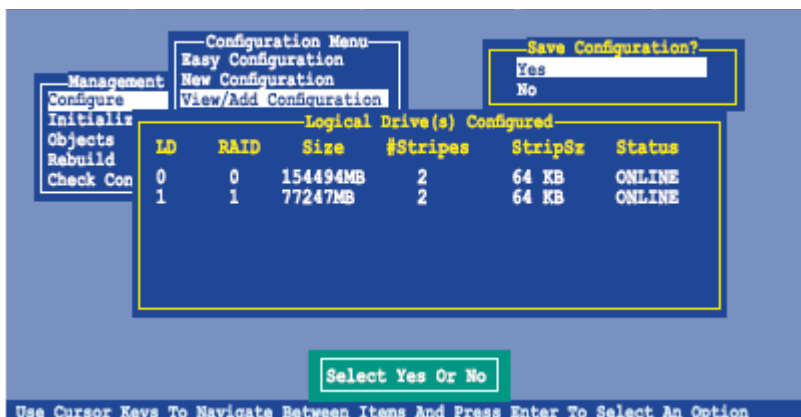 Configuration Menu
Easy Configuration
New Configuration
View/Add Configuration
Save Configuration?
Yes
No
Management
Configure
Initializ
Objects
Rebuild
Check Con
Logical Drive(s) Configured
LD RAID Size #Stripes StripSz Status
0 0 154494MB 2 64 KB ONLINE
1 1 77247MB 2 64 KB ONLINE
Select Yes Or No
Use Cursor Keys To Navigate Between Items And Press Enter To Select An Option